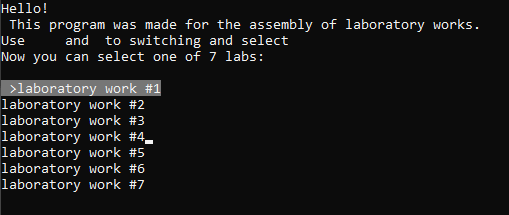 Hello!
This program was made for the assembly of laboratory works.
Use and to switching and select
Now you can select one of 7 labs:
>laboratory work #1
laboratory work #2
laboratory work #3
laboratory work #4
laboratory work #5
laboratory work #6
laboratory work #7